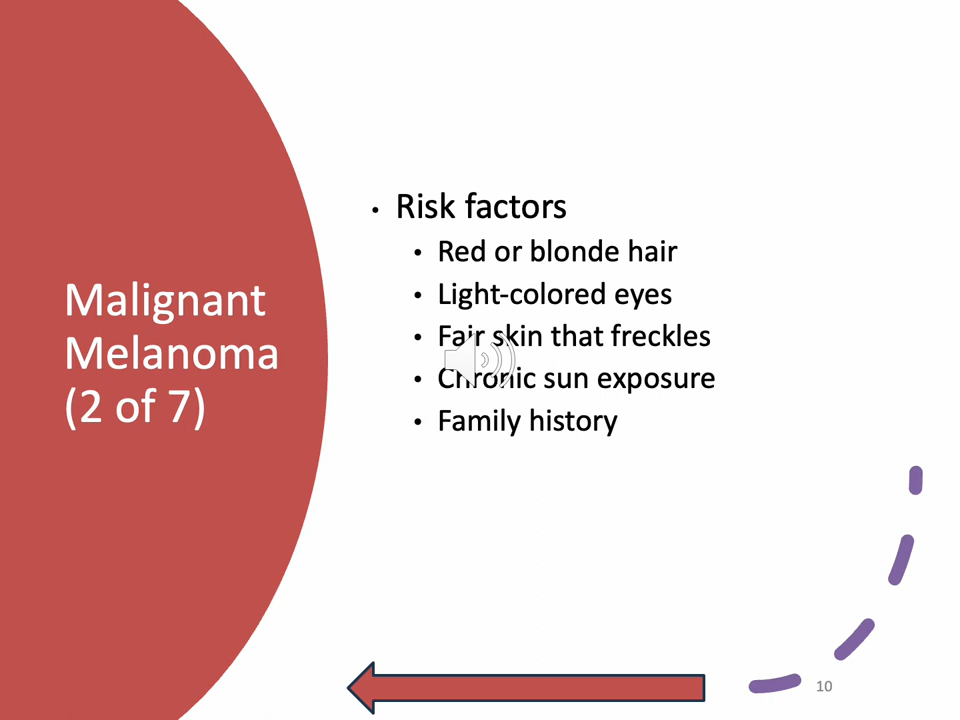 Malignant
Melanoma
(2 of 7)
• Risk factors
• Red or blonde hair
• Light-colored eyes
• Fair skin that freckles
• Chronic sun exposure
• Family history
10